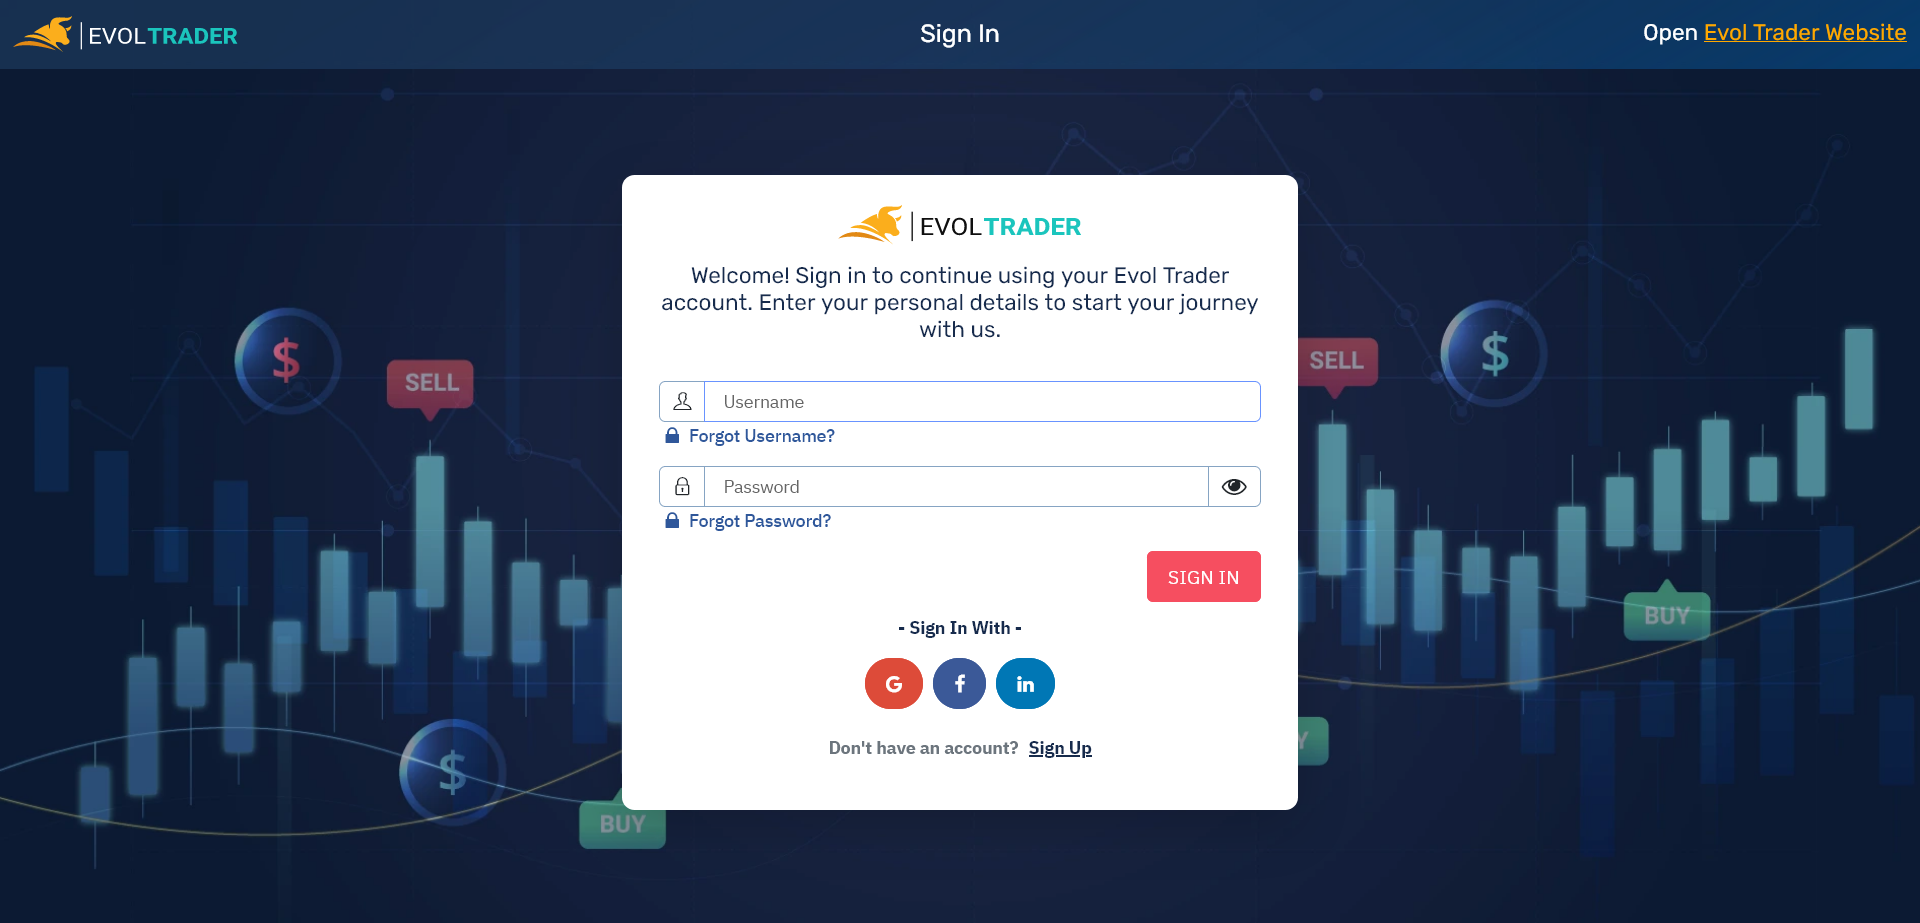 EVOLTRADER
Sign In
Open Evol Trader Website
EVOLTRADER
Welcome! Sign in to continue using your Evol Trader
account. Enter your personal details to start your journey
with us.
$
SELL
SELL
$
Username
Forgot Username?
Password
Forgot Password?
SIGN IN
BUY
- Sign In With -
G f in
Don't have an account? Sign Up
$
BUY